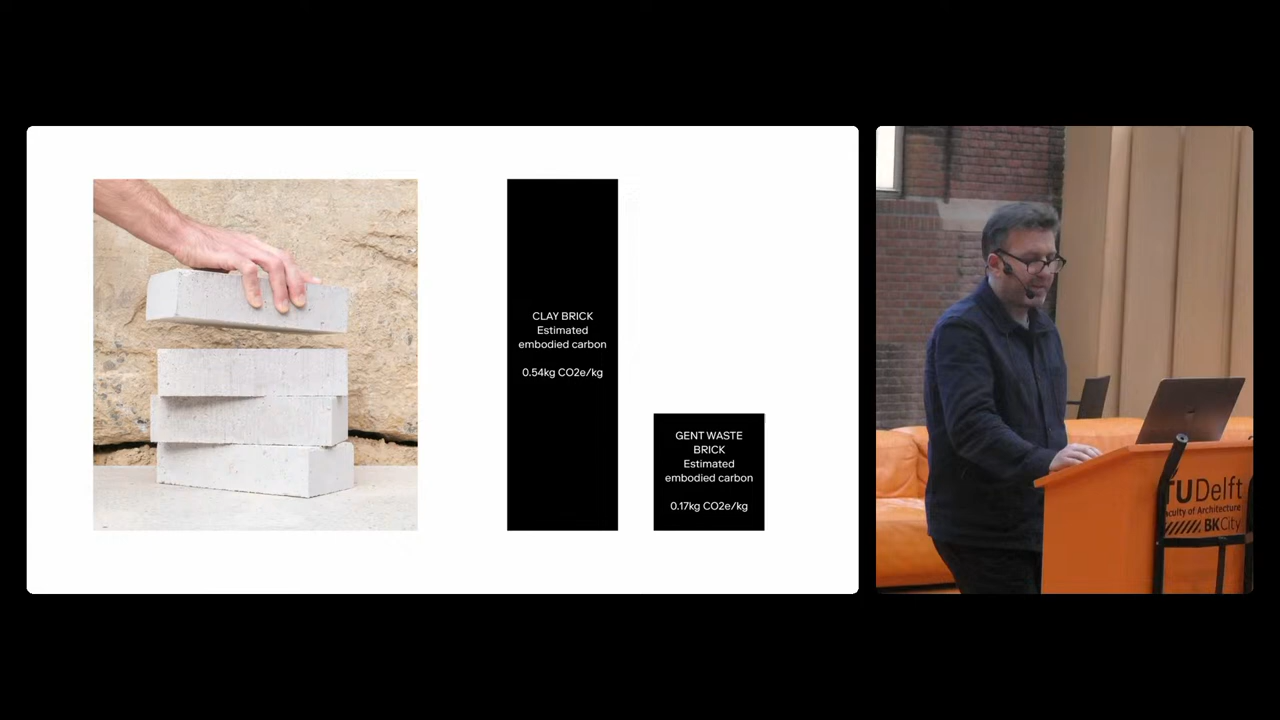 CLAY BRICK
Estimated
embodied carbon
0.54kg CO2e/kg
GENT WASTE
BRICK
Estimated
embodied carbon
0.17kg CO2e/kg
TUDelft
aculty of Architecture
BKCity